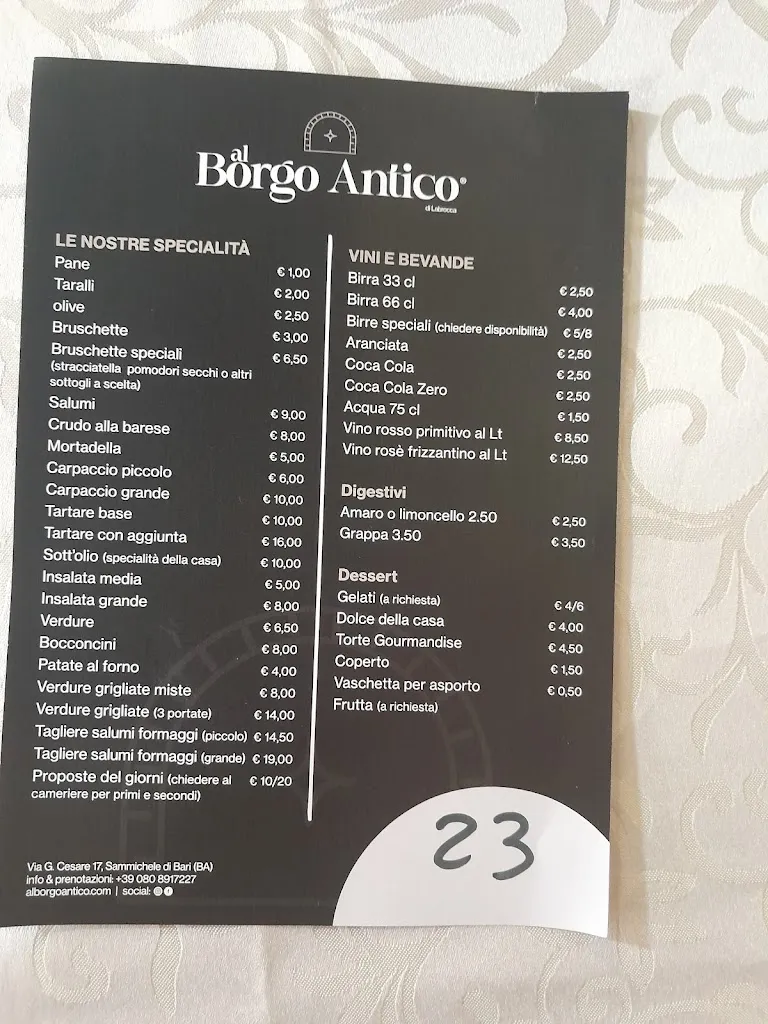 al
Borgo Antico®
di Labrocca
LE NOSTRE SPECIALITÀ
Pane € 1,00
Taralli € 2,00
olive € 2,50
Bruschette € 3,00
Bruschette speciali € 6,50
(stracciatella pomodori secchi o altri
sottogli a scelta)
Salumi € 9,00
Crudo alla barese € 8,00
Mortadella € 5,00
Carpaccio piccolo € 6,00
Carpaccio grande € 10,00
Tartare base € 10,00
Tartare con aggiunta € 16,00
Sott'olio (specialità della casa) € 10,00
Insalata media € 5,00
Insalata grande € 8,00
Verdure € 6,50
Bocconcini € 8,00
Patate al forno € 4,00
Verdure grigliate miste € 8,00
Verdure grigliate (3 portate) € 14,00
Tagliere salumi formaggi (piccolo) € 14,50
Tagliere salumi formaggi (grande) € 19,00
Proposte del giorni (chiedere al € 10/20
cameriere per primi e secondi)
VINI E BEVANDE
Birra 33 cl € 2,50
Birra 66 cl € 4,00
Birre speciali (chiedere disponibilità) € 5/8
Aranciata € 2,50
Coca Cola € 2,50
Coca Cola Zero € 2,50
Acqua 75 cl € 1,50
Vino rosso primitivo al Lt € 8,50
Vino rosè frizzantino al Lt € 12,50
Digestivi
Amaro o limoncello 2.50 € 2,50
Grappa 3.50 € 3,50
Dessert
Gelati (a richiesta) € 4/6
Dolce della casa € 4,00
Torte Gourmandise € 4,50
Coperto € 1,50
Vaschetta per asporto € 0,50
Frutta (a richiesta)
Via G. Cesare 17, Sammichele di Bari (BA)
info & prenotazioni: +39 080 8917227
alborgoantico.com | social:
23